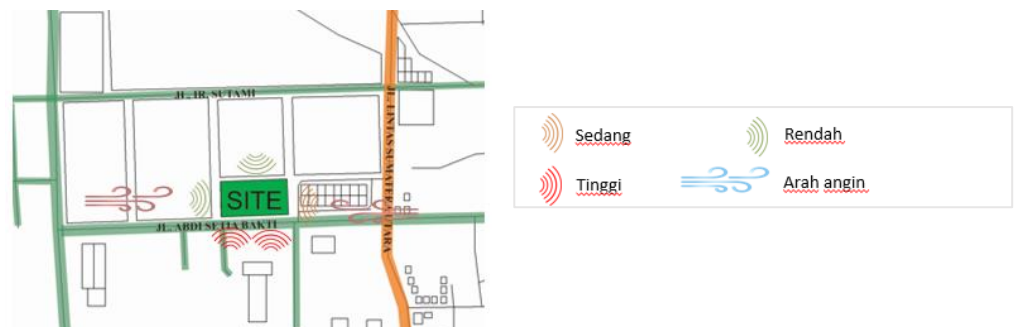 JL. IR. SUTAMI
JL. LINTAS SUMATERA UTARA
SITE
JL. ABDI SETIA BAKTI
Sedang
Rendah
Tinggi
Arah angin